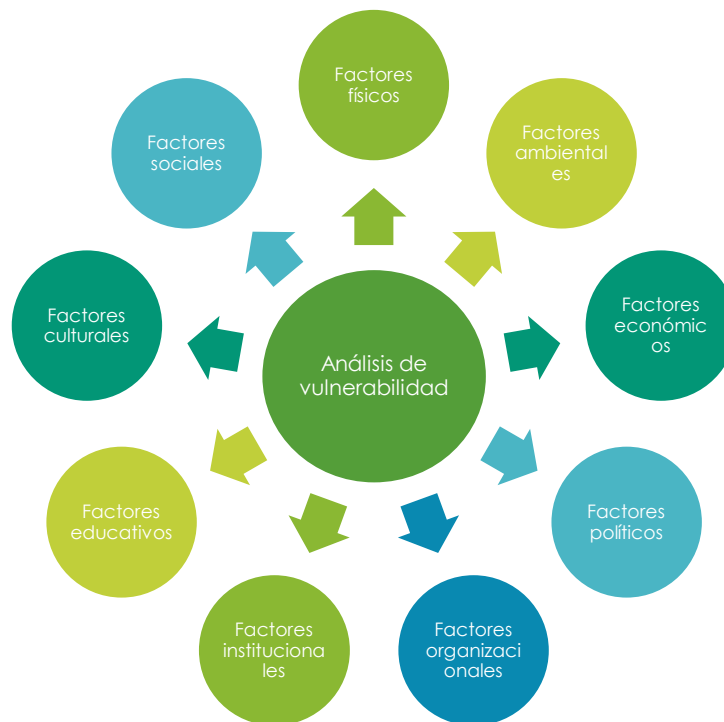 Factores
físicos
Factores
ambiental
es
Factores
económic
os
Factores
políticos
Factores
organizaci
onales
Factores
instituciona
les
Factores
educativos
Factores
culturales
Factores
sociales
Análisis de
vulnerabilidad